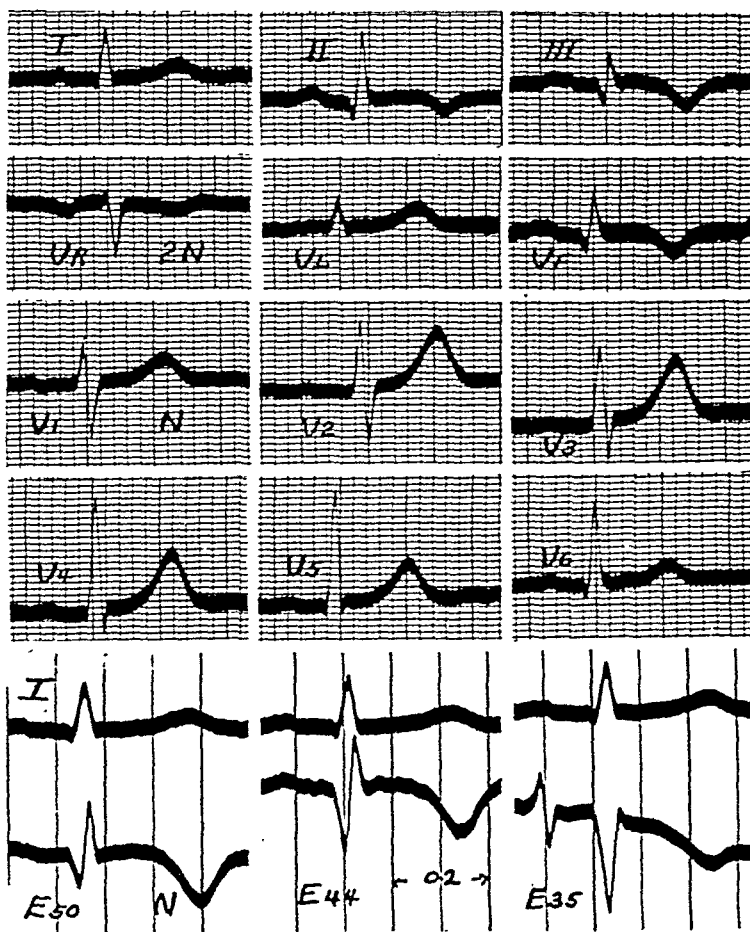 I
II
III
VR 2N
VL
VF
V1 N
V2
V3
V4
V5
V6
I
E50 N
E44 ← 0.2 →
E35